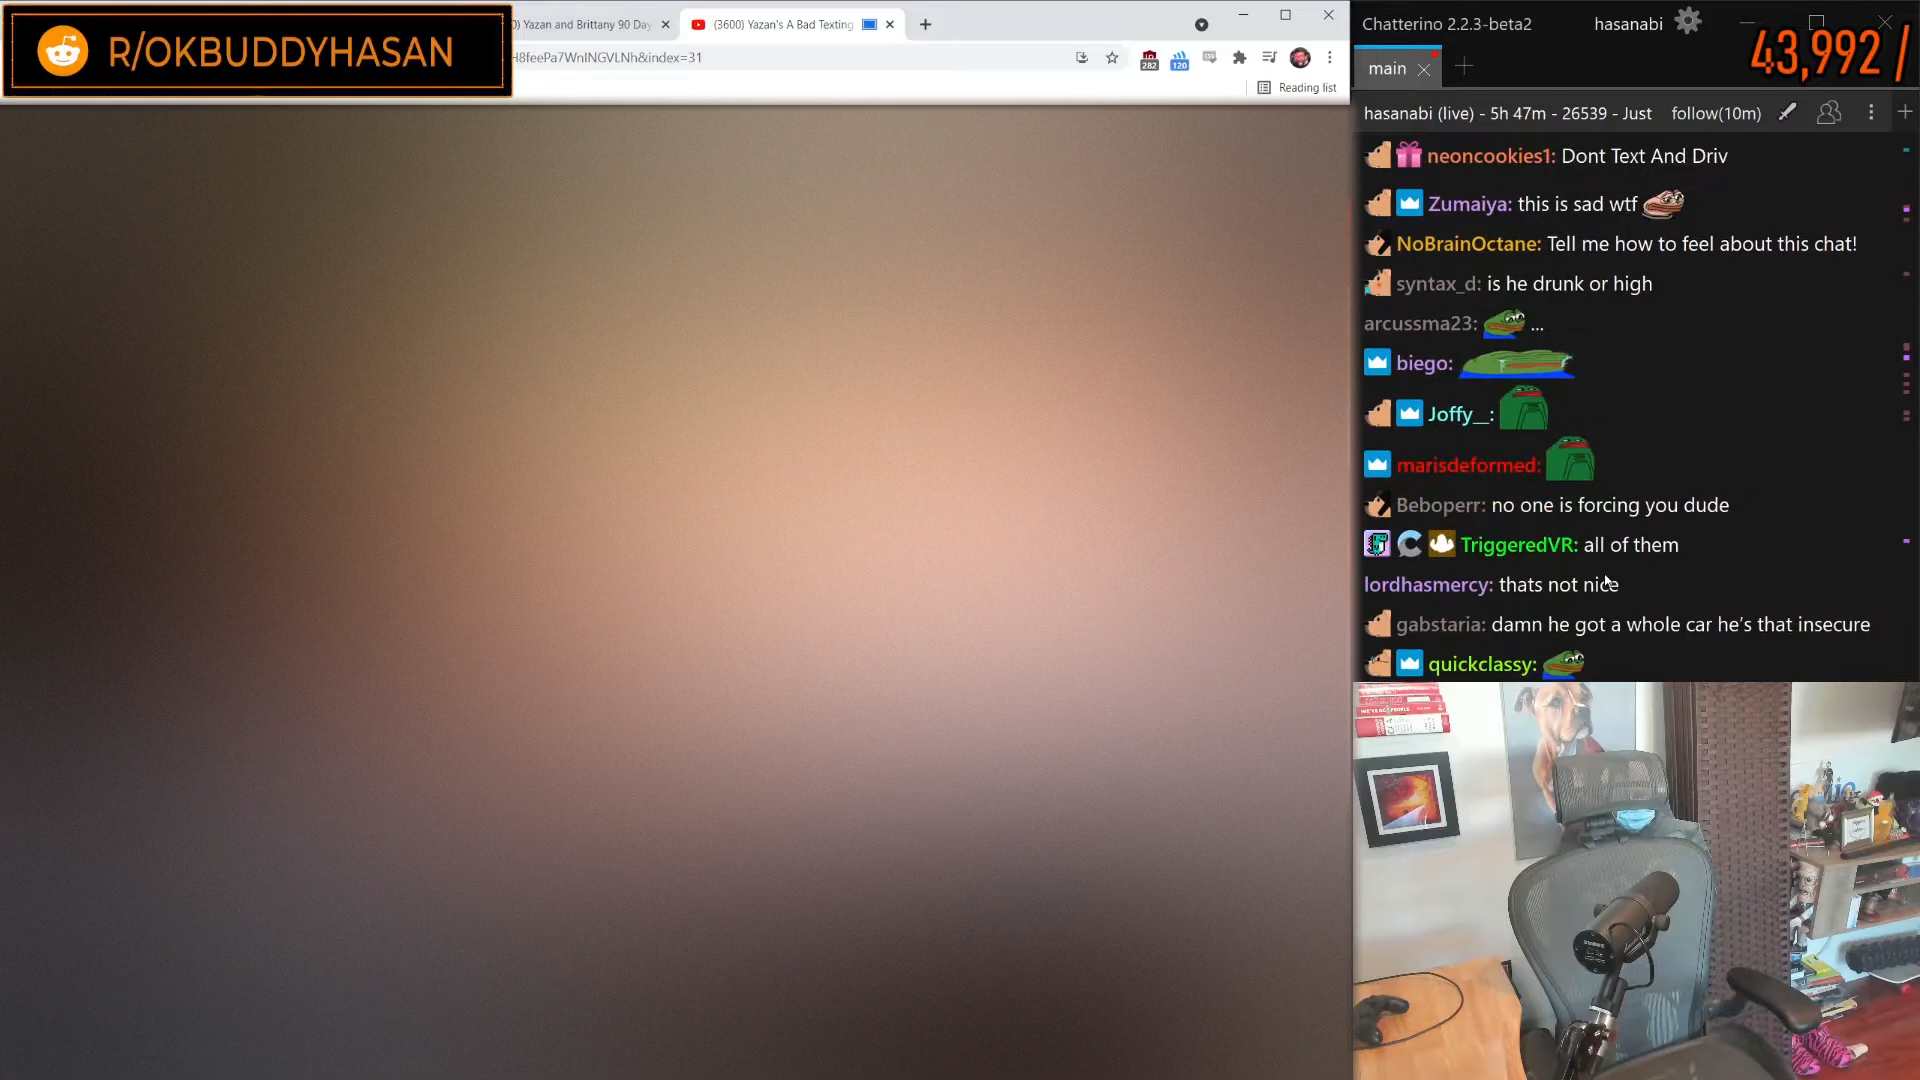 R/OKBUDDYHASAN
) Yazan and Brittany 90 Day
(3600) Yazan's A Bad Texting
H8feePa7WnINGVLNh&index=31
282
120
Reading list
Chatterino 2.2.3-beta2
hasanabi
43,992 /
main
hasanabi (live) - 5h 47m - 26539 - Just
follow(10m)
neoncookies1: Dont Text And Driv
Zumaiya: this is sad wtf
NoBrainOctane: Tell me how to feel about this chat!
syntax_d: is he drunk or high
arcussma23: ...
biego:
Joffy__:
marisdeformed:
Beboperr: no one is forcing you dude
TriggeredVR: all of them
lordhasmercy: thats not nice
gabstaria: damn he got a whole car he's that insecure
quickclassy: